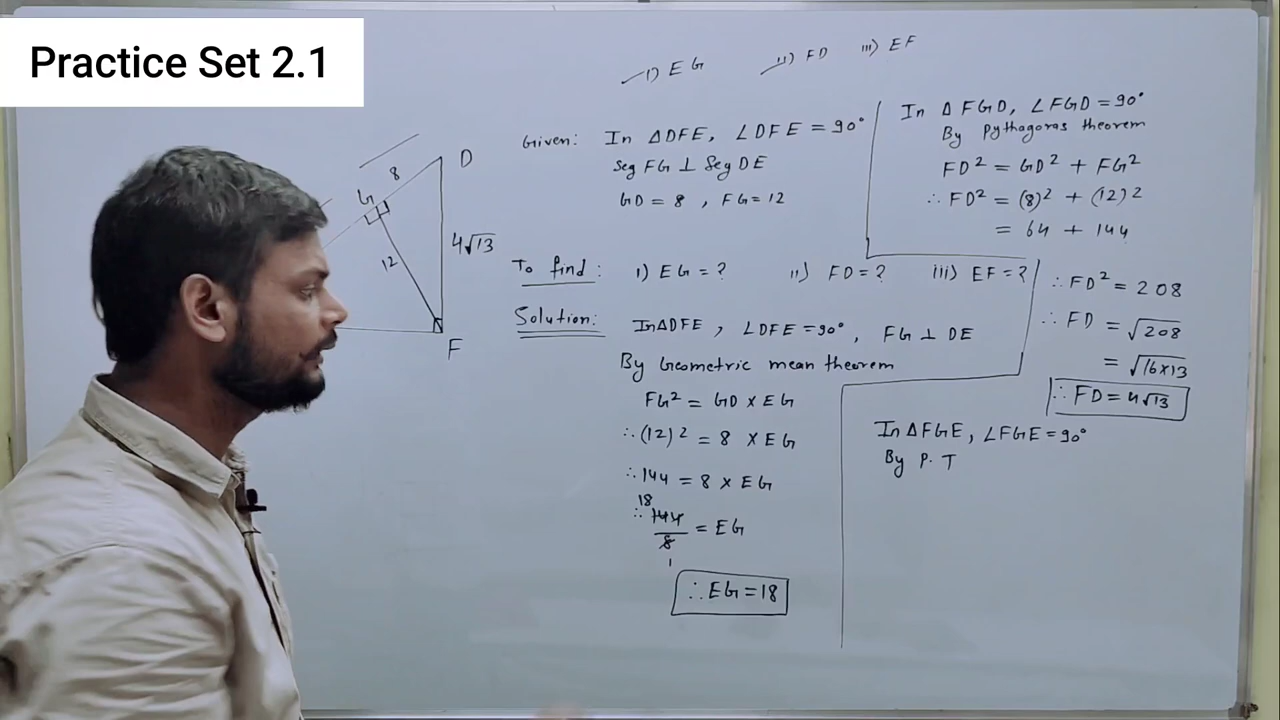 Practice Set 2.1
i) EG ii) FD iii) EF
D
8
G
12
4√13
F
Given: In △DFE, ∠DFE = 90°
Seg FG ⊥ Seg DE
GD = 8 , FG = 12
To find: i) EG = ? ii) FD = ? iii) EF = ?
Solution: In △DFE , ∠DFE = 90°, FG ⊥ DE
By Geometric mean theorem
FG² = GD × EG
∴ (12)² = 8 × EG
∴ 144 = 8 × EG
18
∴ 144/8 = EG
1
∴ EG = 18
In △ FGD, ∠FGD = 90°
By Pythagoras theorem
FD² = GD² + FG²
∴ FD² = (8)² + (12)²
= 64 + 144
∴ FD² = 208
∴ FD = √208
= √16×13
∴ FD = 4√13
In △FGE, ∠FGE = 90°
By P. T